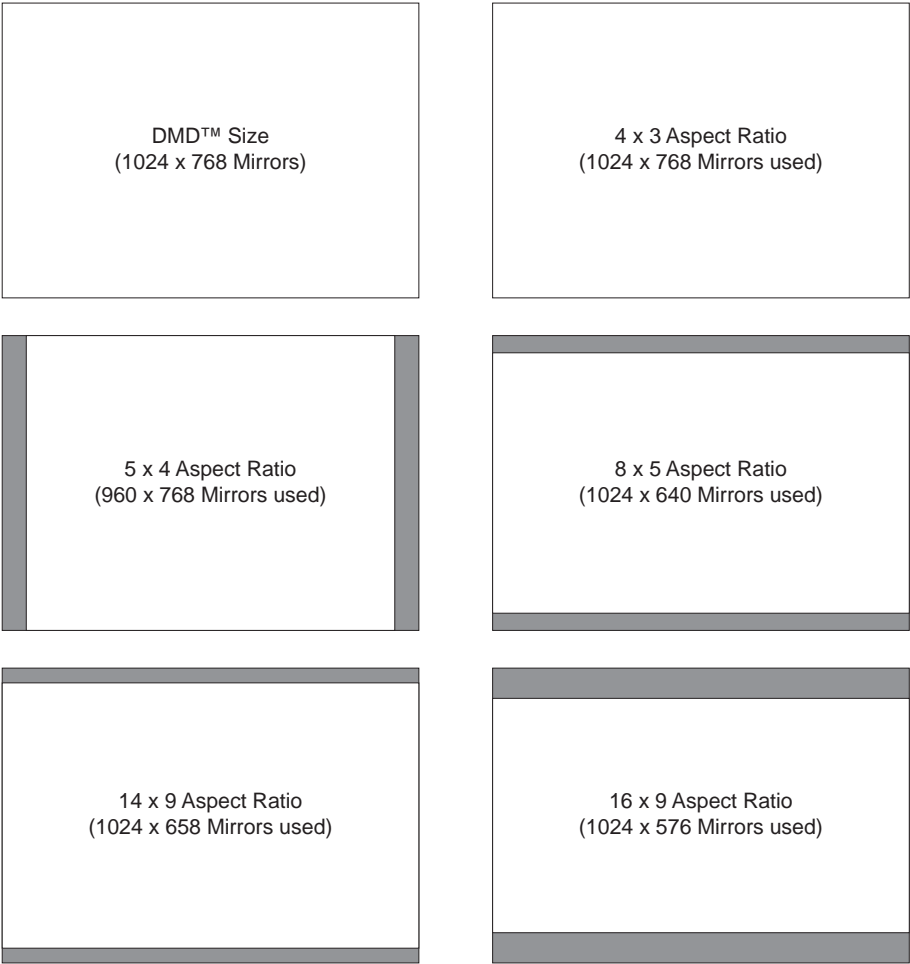 DMD™ Size
(1024 x 768 Mirrors)
4 x 3 Aspect Ratio
(1024 x 768 Mirrors used)
5 x 4 Aspect Ratio
(960 x 768 Mirrors used)
8 x 5 Aspect Ratio
(1024 x 640 Mirrors used)
14 x 9 Aspect Ratio
(1024 x 658 Mirrors used)
16 x 9 Aspect Ratio
(1024 x 576 Mirrors used)